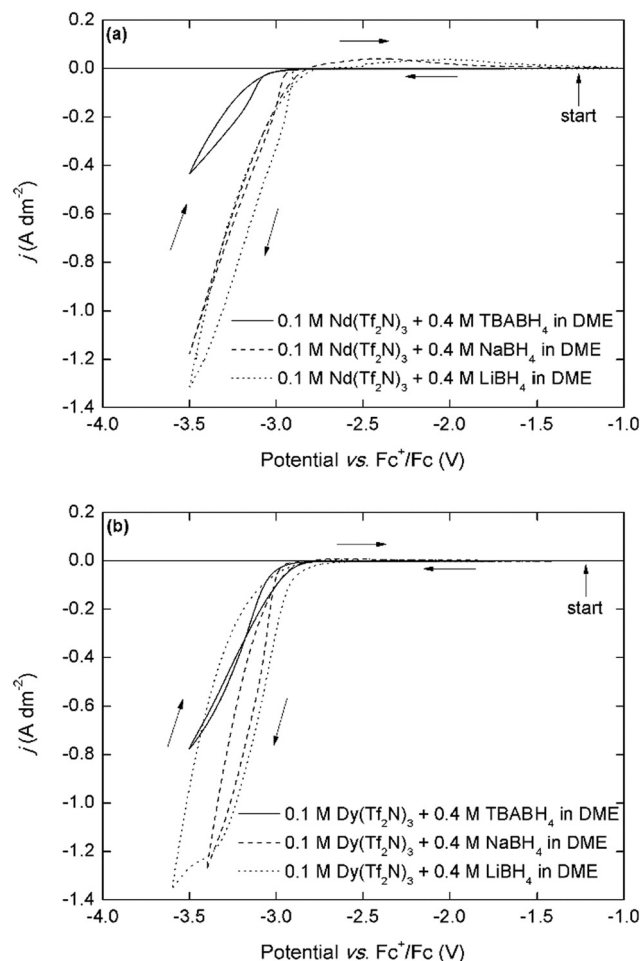 (a)
0.2
0.0
-0.2
-0.4
-0.6
-0.8
-1.0
-1.2
-1.4
j (A dm⁻²)
start
0.1 M Nd(Tf₂N)₃ + 0.4 M TBABH₄ in DME
0.1 M Nd(Tf₂N)₃ + 0.4 M NaBH₄ in DME
0.1 M Nd(Tf₂N)₃ + 0.4 M LiBH₄ in DME
-4.0 -3.5 -3.0 -2.5 -2.0 -1.5 -1.0
Potential vs. Fc⁺/Fc (V)
(b)
0.2
0.0
-0.2
-0.4
-0.6
-0.8
-1.0
-1.2
-1.4
j (A dm⁻²)
start
0.1 M Dy(Tf₂N)₃ + 0.4 M TBABH₄ in DME
0.1 M Dy(Tf₂N)₃ + 0.4 M NaBH₄ in DME
0.1 M Dy(Tf₂N)₃ + 0.4 M LiBH₄ in DME
-4.0 -3.5 -3.0 -2.5 -2.0 -1.5 -1.0
Potential vs. Fc⁺/Fc (V)